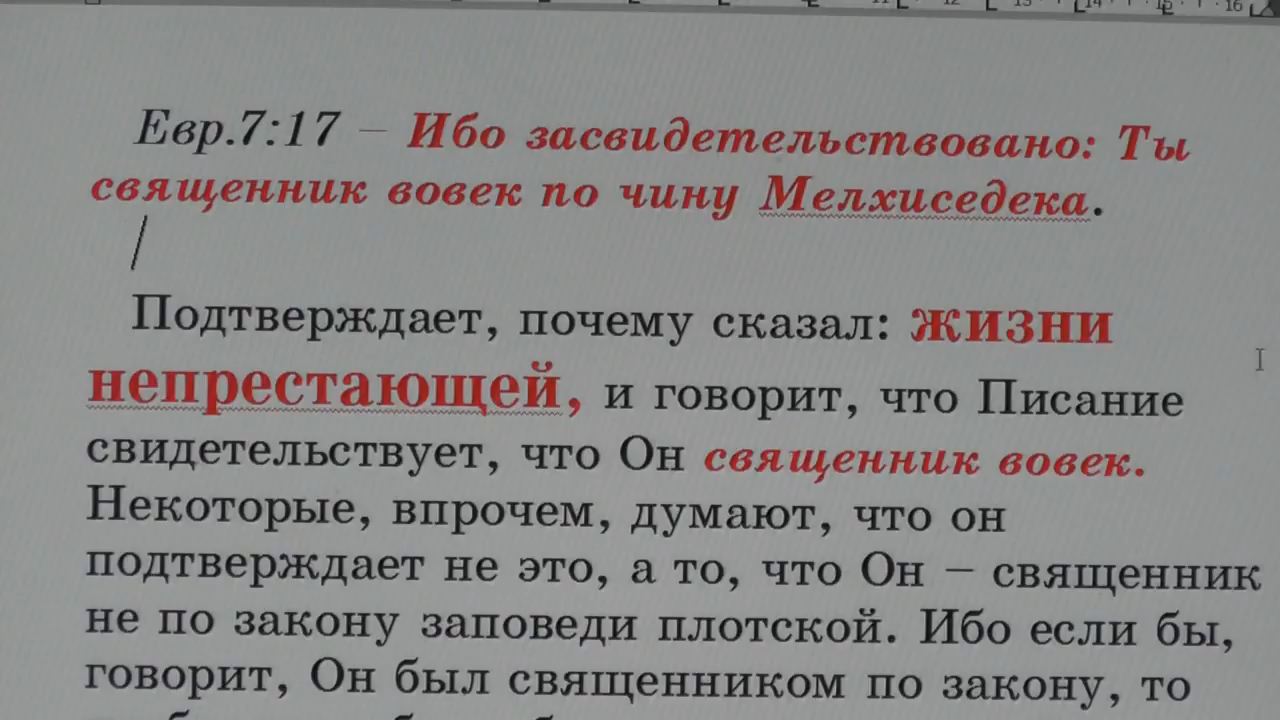 Евр.7:17 – Ибо засвидетельствовано: Ты
священник вовек по чину Мелхиседека.
Подтверждает, почему сказал: жизни
непрестающей, и говорит, что Писание
свидетельствует, что Он священник вовек.
Некоторые, впрочем, думают, что он
подтверждает не это, а то, что Он – священник
не по закону заповеди плотской. Ибо если бы,
говорит, Он был священником по закону, то